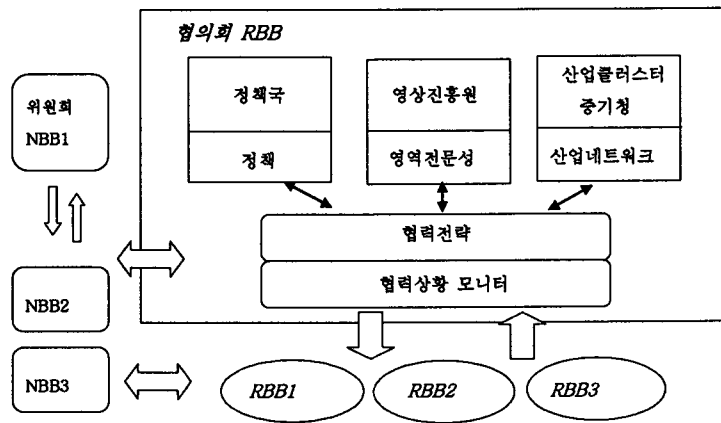 협의회 RBB
위원회
NBB1
정책국
정책
영상진흥원
영역전문성
산업클러스터
중기청
산업네트워크
협력전략
협력상황 모니터
NBB2
NBB3
RBB1
RBB2
RBB3